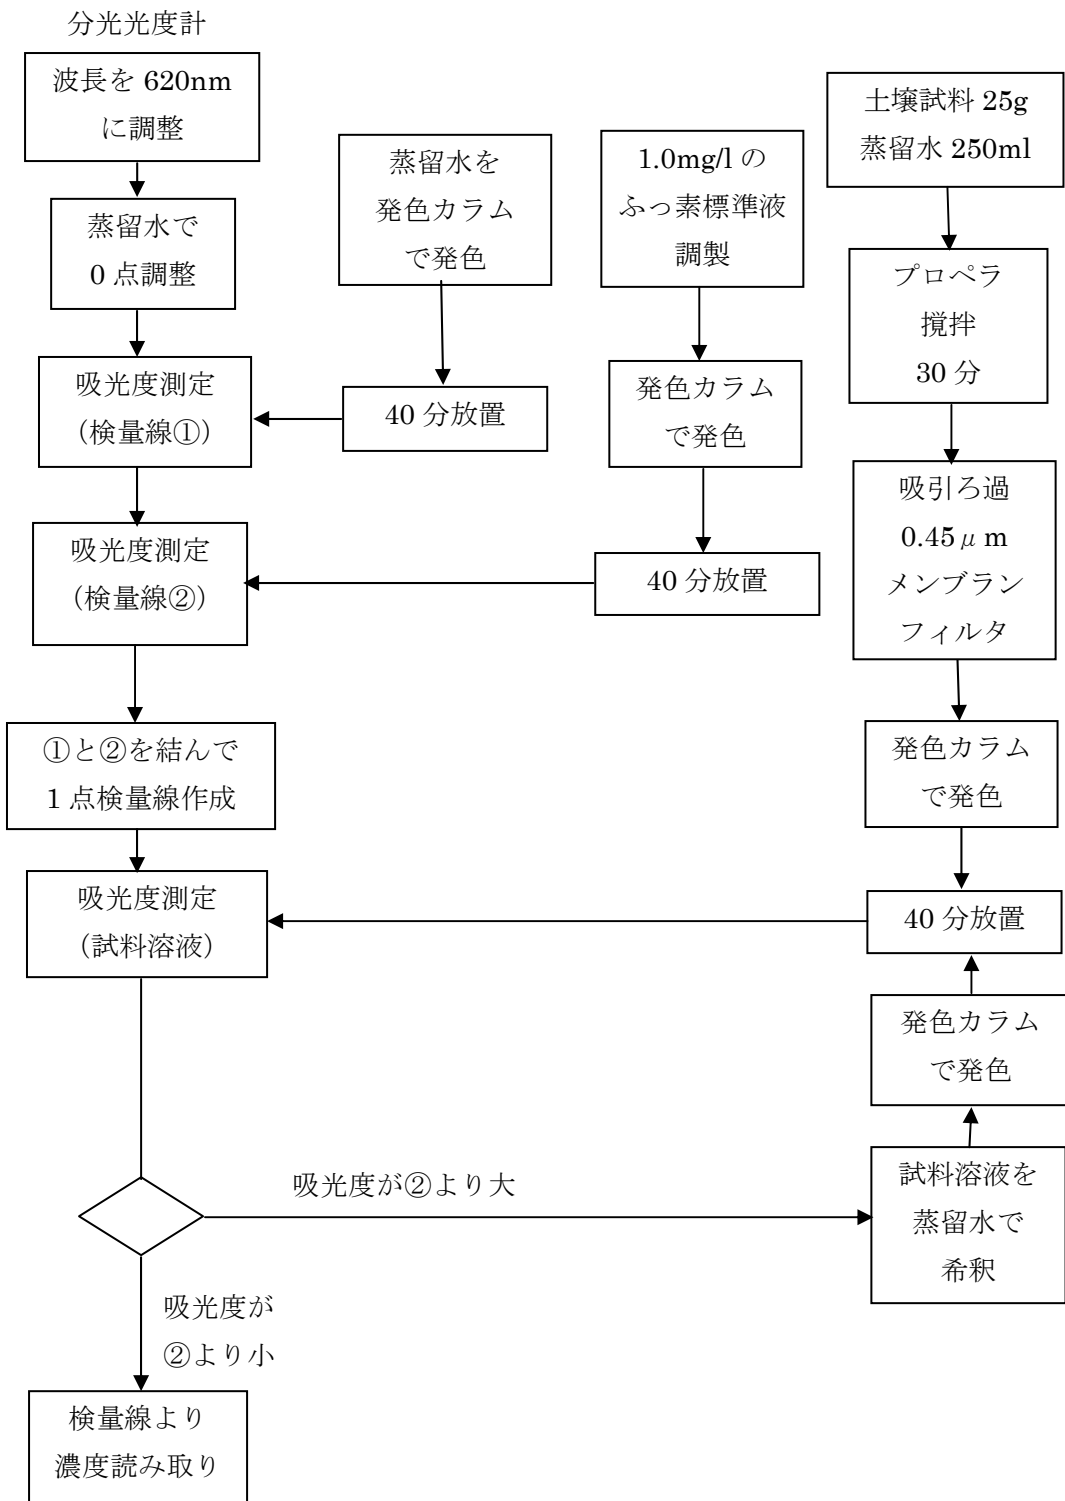 分光光度計
波長を 620nm
に調整
蒸留水で
0 点調整
吸光度測定
（検量線①）
吸光度測定
（検量線②）
①と②を結んで
1 点検量線作成
吸光度測定
（試料溶液）
吸光度が
②より小
検量線より
濃度読み取り
蒸留水を
発色カラム
で発色
40 分放置
1.0mg/l の
ふっ素標準液
調製
発色カラム
で発色
40 分放置
土壌試料 25g
蒸留水 250ml
プロペラ
撹拌
30 分
吸引ろ過
0.45μm
メンブラン
フィルタ
発色カラム
で発色
40 分放置
発色カラム
で発色
吸光度が②より大
試料溶液を
蒸留水で
希釈